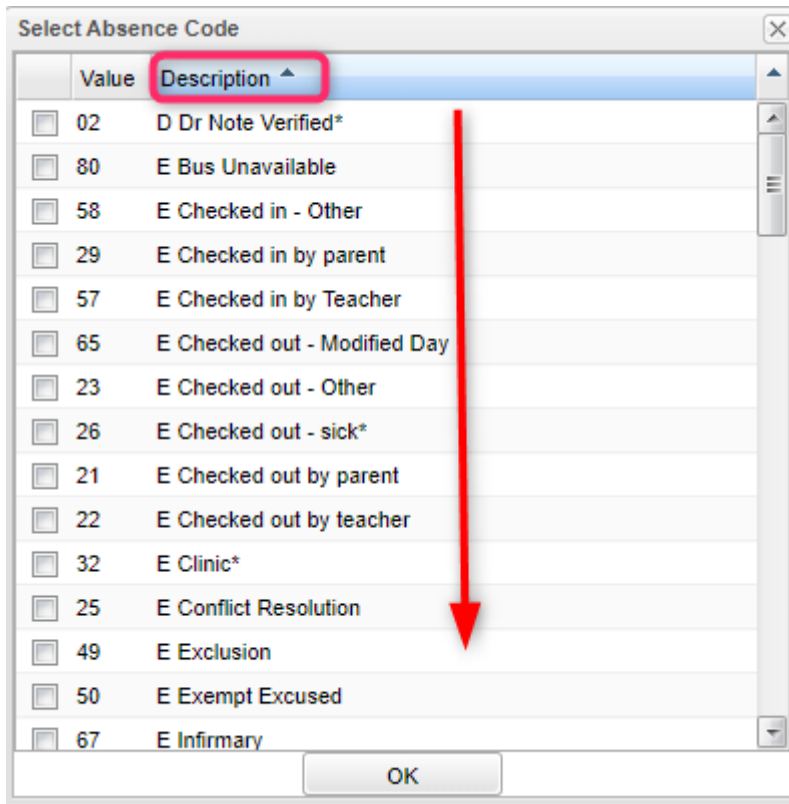 Select Absence Code
Value Description
02 D Dr Note Verified*
80 E Bus Unavailable
58 E Checked in - Other
29 E Checked in by parent
57 E Checked in by Teacher
65 E Checked out - Modified Day
23 E Checked out - Other
26 E Checked out - sick*
21 E Checked out by parent
22 E Checked out by teacher
32 E Clinic*
25 E Conflict Resolution
49 E Exclusion
50 E Exempt Excused
67 E Infirmary
OK